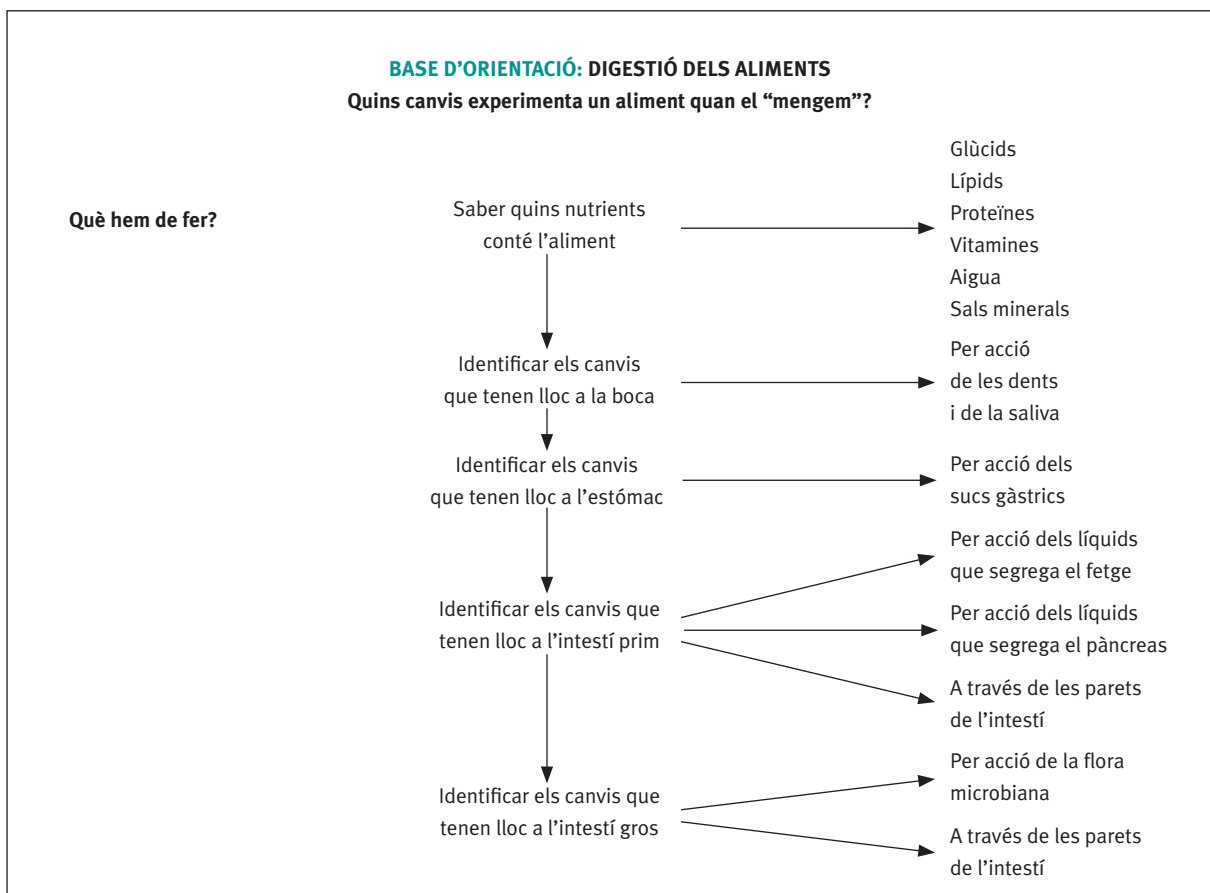 BASE D’ORIENTACIÓ: DIGESTIÓ DELS ALIMENTS
Quins canvis experimenta un aliment quan el “mengem”?
Què hem de fer?
Saber quins nutrients
conté l’aliment
Glúcids
Lípids
Proteïnes
Vitamines
Aigua
Sals minerals
Identificar els canvis
que tenen lloc a la boca
Per acció
de les dents
i de la saliva
Identificar els canvis
que tenen lloc a l’estómac
Per acció dels
sucs gàstrics
Identificar els canvis que
tenen lloc a l’intestí prim
Per acció dels líquids
que segrega el fetge
Per acció dels líquids
que segrega el pàncreas
A través de les parets
de l’intestí
Identificar els canvis que
tenen lloc a l’intestí gros
Per acció de la flora
microbiana
A través de les parets
de l’intestí